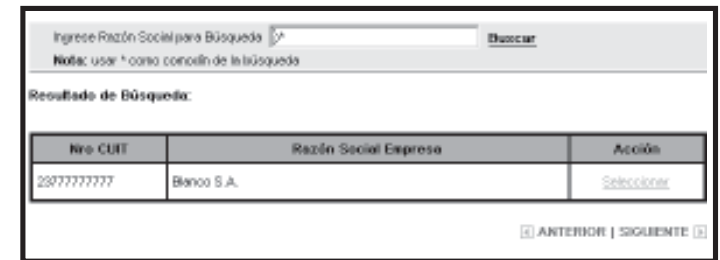 Ingrese Razón Social para Búsqueda Buscar
Nota: usar * como comodín de la búsqueda
Resultado de Búsqueda:
Nro CUIT Razón Social Empresa Acción
23777777777 Blanco S.A. Seleccionar
ANTERIOR | SIGUIENTE